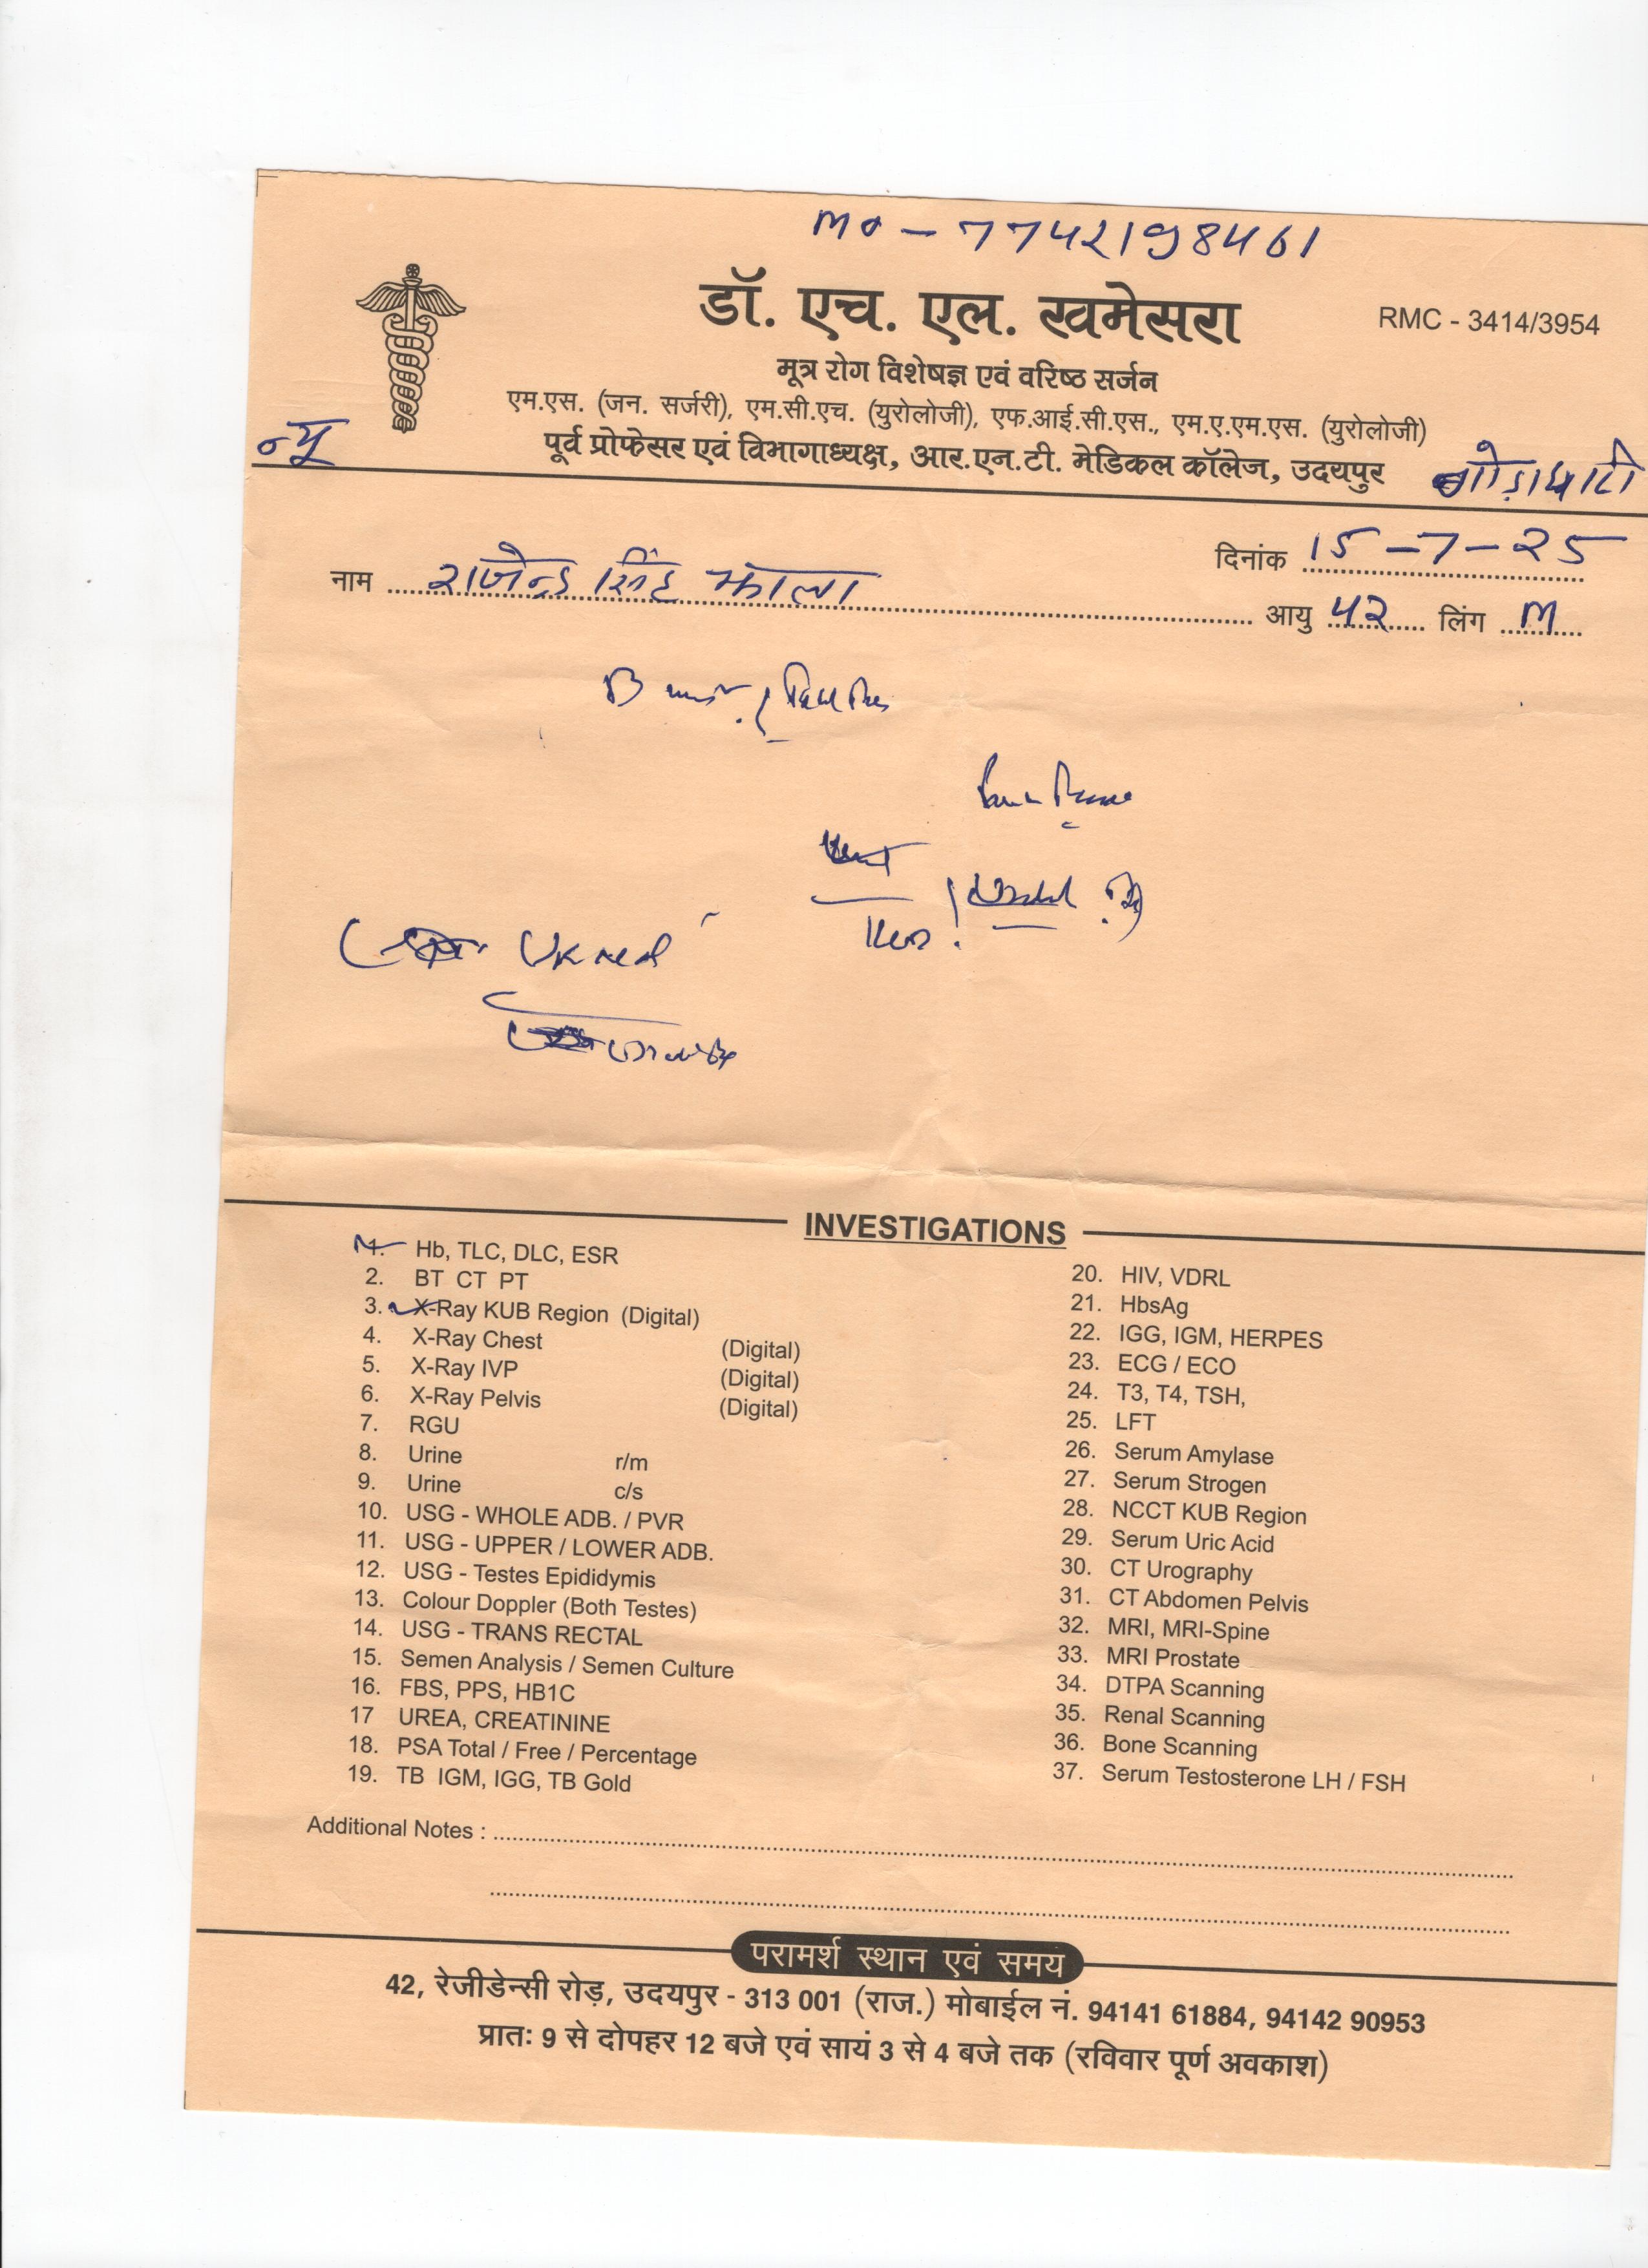 mo - 7742198461
डॉ. एच. एल. खमेसरा
RMC - 3414/3954
मूत्र रोग विशेषज्ञ एवं वरिष्ठ सर्जन
एम.एस. (जन. सर्जरी), एम.सी.एच. (युरोलोजी), एफ.आई.सी.एस., एम.ए.एम.एस. (युरोलोजी)
न्यू
पूर्व प्रोफेसर एवं विभागाध्यक्ष, आर.एन.टी. मेडिकल कॉलेज, उदयपुर
दिनांक 15-7-25
नाम राजेन्द्र सिंह झाला
आयु 42 लिंग M
INVESTIGATIONS
1. Hb, TLC, DLC, ESR
2. BT CT PT
3. X-Ray KUB Region (Digital)
4. X-Ray Chest (Digital)
5. X-Ray IVP (Digital)
6. X-Ray Pelvis (Digital)
7. RGU
8. Urine r/m
9. Urine c/s
10. USG - WHOLE ADB. / PVR
11. USG - UPPER / LOWER ADB.
12. USG - Testes Epididymis
13. Colour Doppler (Both Testes)
14. USG - TRANS RECTAL
15. Semen Analysis / Semen Culture
16. FBS, PPS, HB1C
17 UREA, CREATININE
18. PSA Total / Free / Percentage
19. TB IGM, IGG, TB Gold
20. HIV, VDRL
21. HbsAg
22. IGG, IGM, HERPES
23. ECG / ECO
24. T3, T4, TSH,
25. LFT
26. Serum Amylase
27. Serum Strogen
28. NCCT KUB Region
29. Serum Uric Acid
30. CT Urography
31. CT Abdomen Pelvis
32. MRI, MRI-Spine
33. MRI Prostate
34. DTPA Scanning
35. Renal Scanning
36. Bone Scanning
37. Serum Testosterone LH / FSH
Additional Notes :
परामर्श स्थान एवं समय
42, रेजीडेन्सी रोड़, उदयपुर - 313 001 (राज.) मोबाईल नं. 94141 61884, 94142 90953
प्रातः 9 से दोपहर 12 बजे एवं सायं 3 से 4 बजे तक (रविवार पूर्ण अवकाश)